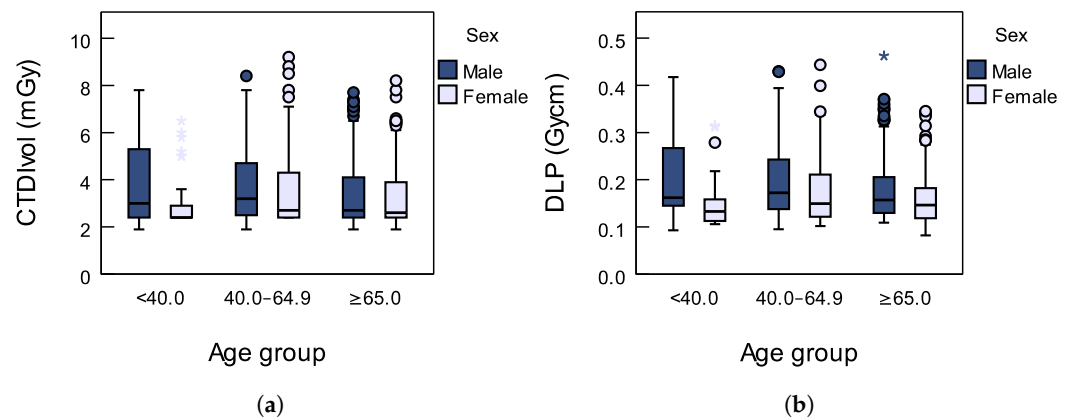 CTDIvol (mGy)
10
8
6
4
2
0
<40.0
40.0-64.9
≥65.0
Age group
Sex
Male
Female
(a)
DLP (Gycm)
0.5
0.4
0.3
0.2
0.1
0.0
<40.0
40.0-64.9
≥65.0
Age group
Sex
Male
Female
(b)